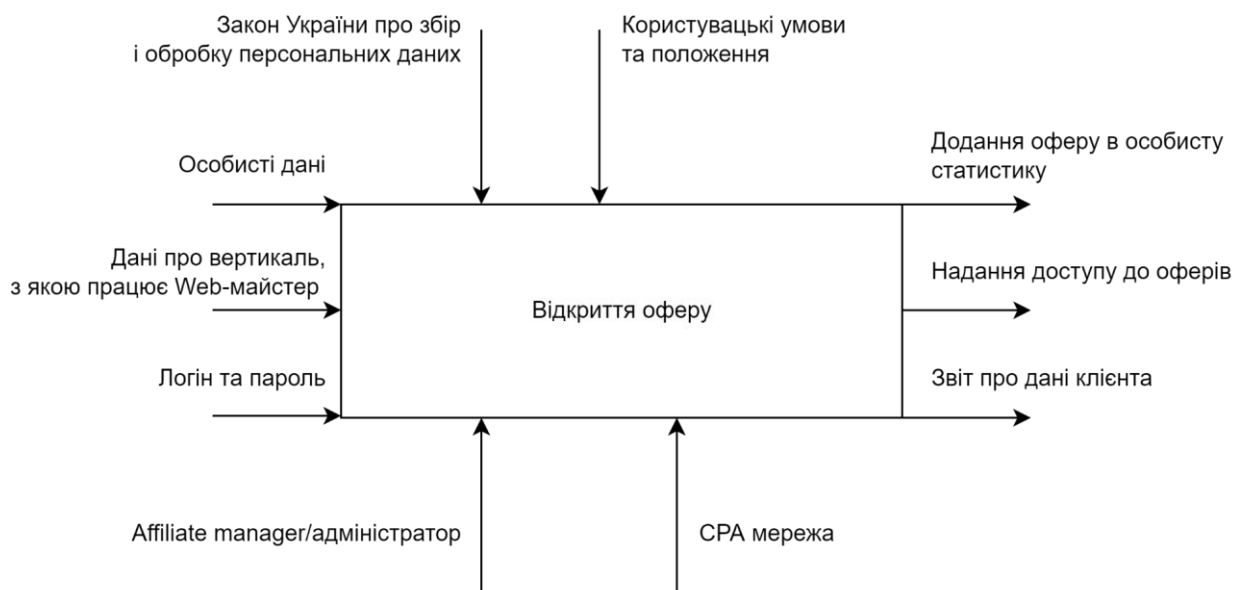 Закон України про збір
і обробку персональних даних
Користувацькі умови
та положення
Особисті дані
Додання оферу в особисту
статистику
Дані про вертикаль,
з якою працює Web-майстер
Відкриття оферу
Надання доступу до оферів
Логін та пароль
Звіт про дані клієнта
Affiliate manager/адміністратор
CPA мережа